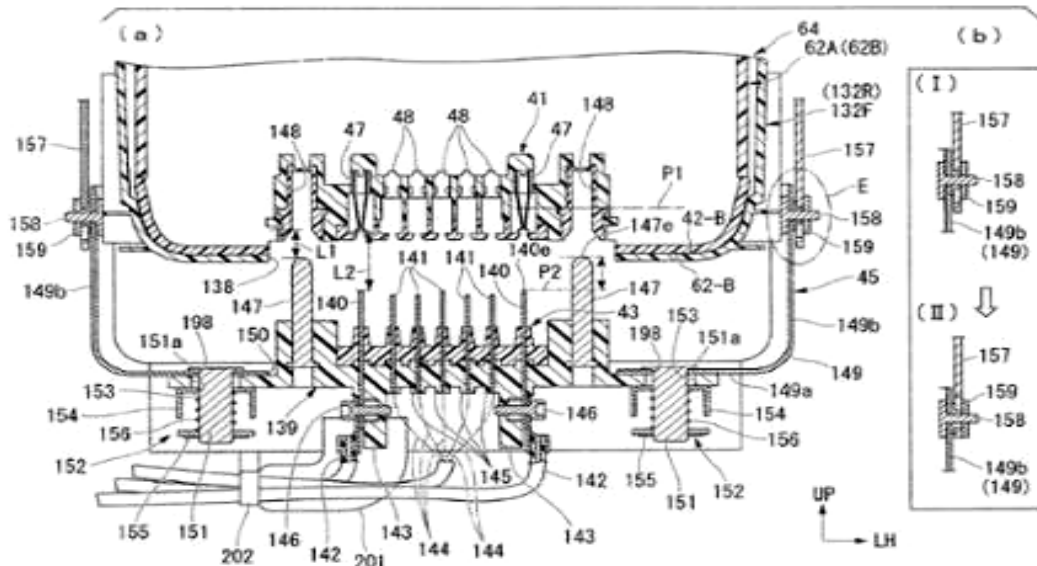 (a)
(b)
64
62A(62B)
(132R)
132F
(I)
157
158
159
149b
(149)
148
47
48
48
41
47
148
157
157
E
P1
158
159
42-B
147e
158
159
L1
L2
140e
140
P2
62-B
45
138
147
140
141
141
43
147
149b
149b
198
151a
150
153
198
151a
153
149
149a
154
156
139
146
146
154
156
152
145
142
155
151
152
155
151
202
146
142
143
144
201
144
143
(II)
157
159
158
149b
(149)
UP
LH